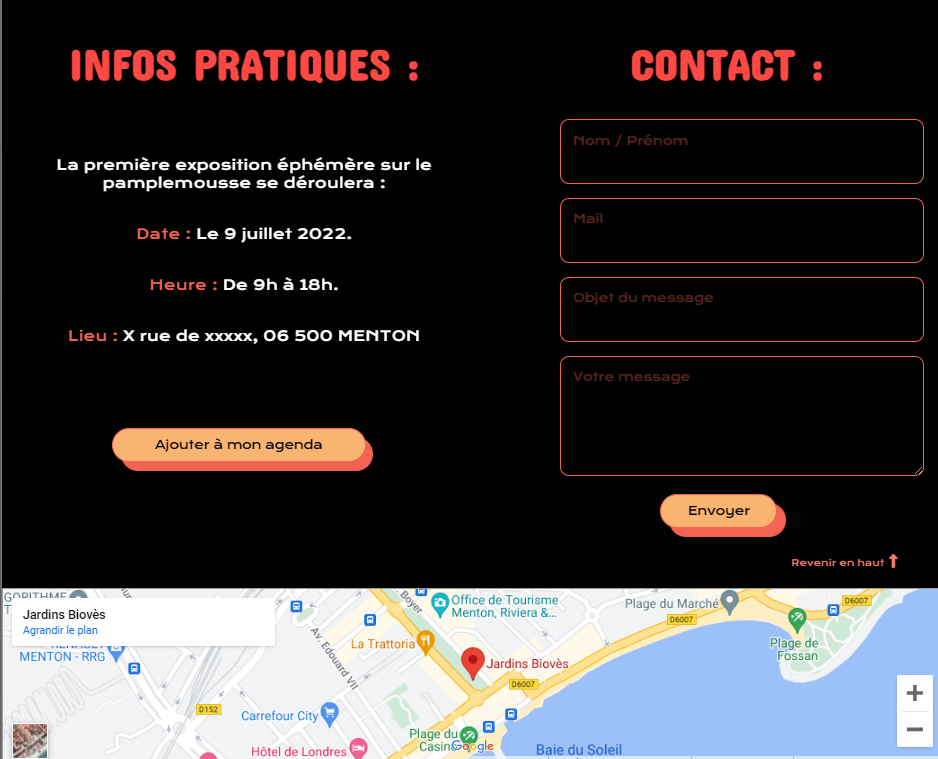 INFOS PRATIQUES :
La première exposition éphémère sur le
pamplemousse se déroulera :
Date : Le 9 juillet 2022.
Heure : De 9h à 18h.
Lieu : X rue de xxxxx, 06 500 MENTON
Ajouter à mon agenda
CONTACT :
Nom / Prénom
Mail
Objet du message
Votre message
Envoyer
Revenir en haut
Jardins Biovès
Agrandir le plan
MENTON - RRG
D152
Av. Edouard VII
Boyer
La Trattoria
Office de Tourisme
Menton, Riviera &...
Jardins Biovès
D6007
Carrefour City
Hôtel de Londres
Plage du
Casino
Google
Baie du Soleil
Plage du Marché
D6007
D6007
Plage de
Fossan